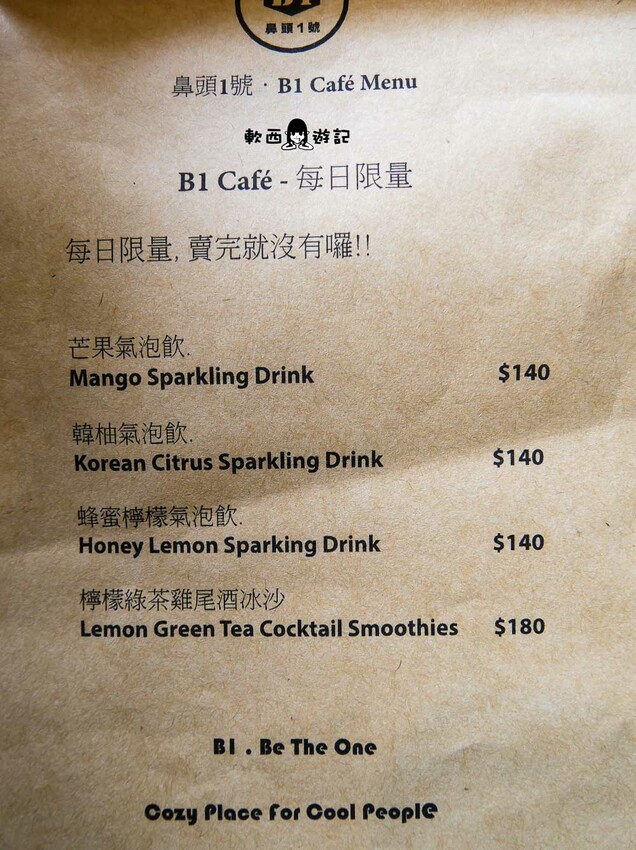 B1
鼻頭1號
鼻頭1號 · B1 Café Menu
軟西 遊記
B1 Café - 每日限量
每日限量, 賣完就沒有囉!!
芒果氣泡飲.
Mango Sparkling Drink $140
韓柚氣泡飲.
Korean Citrus Sparkling Drink $140
蜂蜜檸檬氣泡飲.
Honey Lemon Sparking Drink $140
檸檬綠茶雞尾酒冰沙
Lemon Green Tea Cocktail Smoothies $180
B1 . Be The One
Cozy Place For Cool People